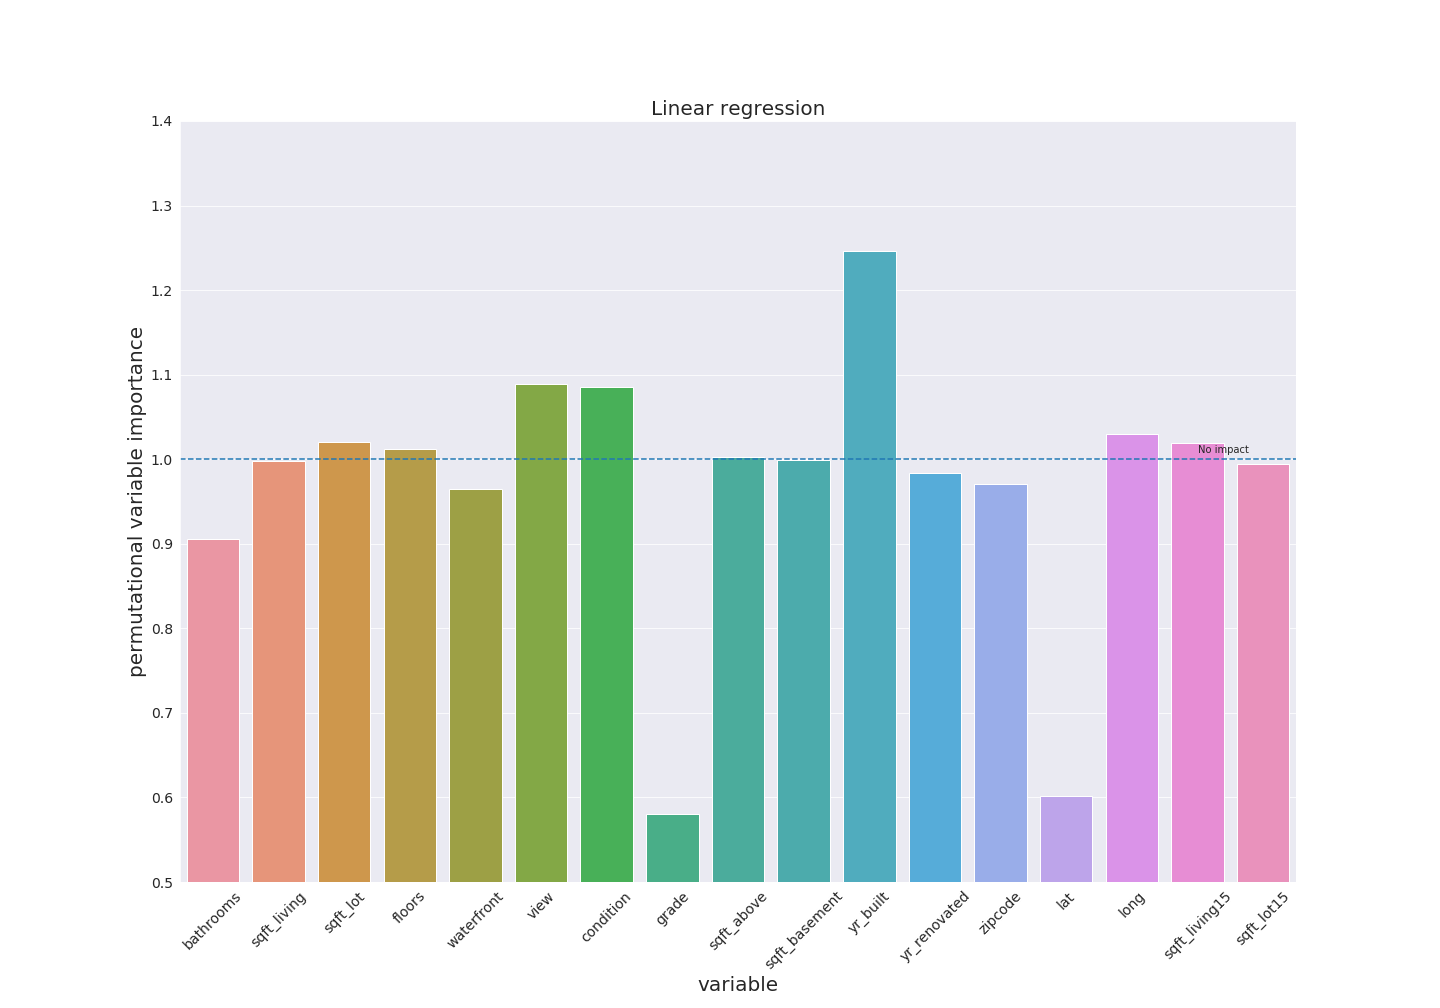 Linear regression
permutational variable importance
1.4
1.3
1.2
1.1
1.0
0.9
0.8
0.7
0.6
0.5
No impact
bathrooms
sqft_living
sqft_lot
floors
waterfront
view
condition
grade
sqft_above
sqft_basement
yr_built
yr_renovated
zipcode
lat
long
sqft_living15
sqft_lot15
variable